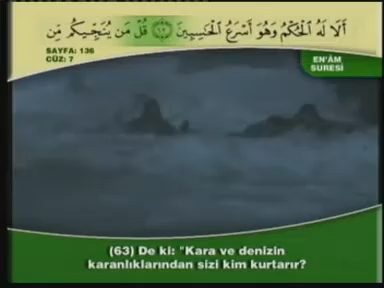 أَلَا لَهُ الْحُكْمُ وَهُوَ أَسْرَعُ الْحَاسِبِينَ ﴿٦٢﴾ قُلْ مَن يُنَجِّيكُم مِّن
SAYFA: 136
CÜZ: 7
EN'ÂM
SURESİ
(63) De ki: "Kara ve denizin
karanlıklarından sizi kim kurtarır?